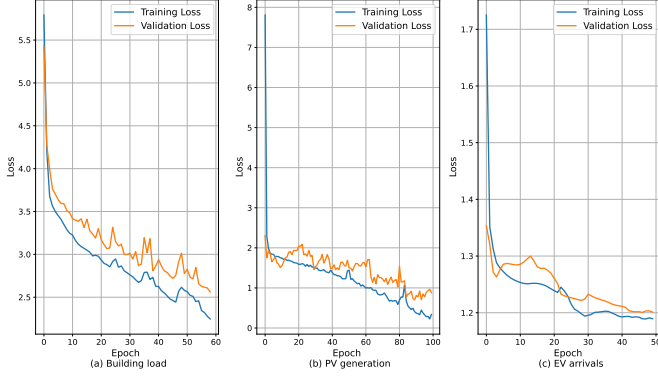 Training Loss
Validation Loss
5.5
5.0
4.5
4.0
3.5
3.0
2.5
Loss
0 10 20 30 40 50 60
Epoch
(a) Building load
Training Loss
Validation Loss
8
7
6
5
4
3
2
1
0
Loss
0 20 40 60 80 100
Epoch
(b) PV generation
Training Loss
Validation Loss
1.7
1.6
1.5
1.4
1.3
1.2
Loss
0 10 20 30 40 50
Epoch
(c) EV arrivals